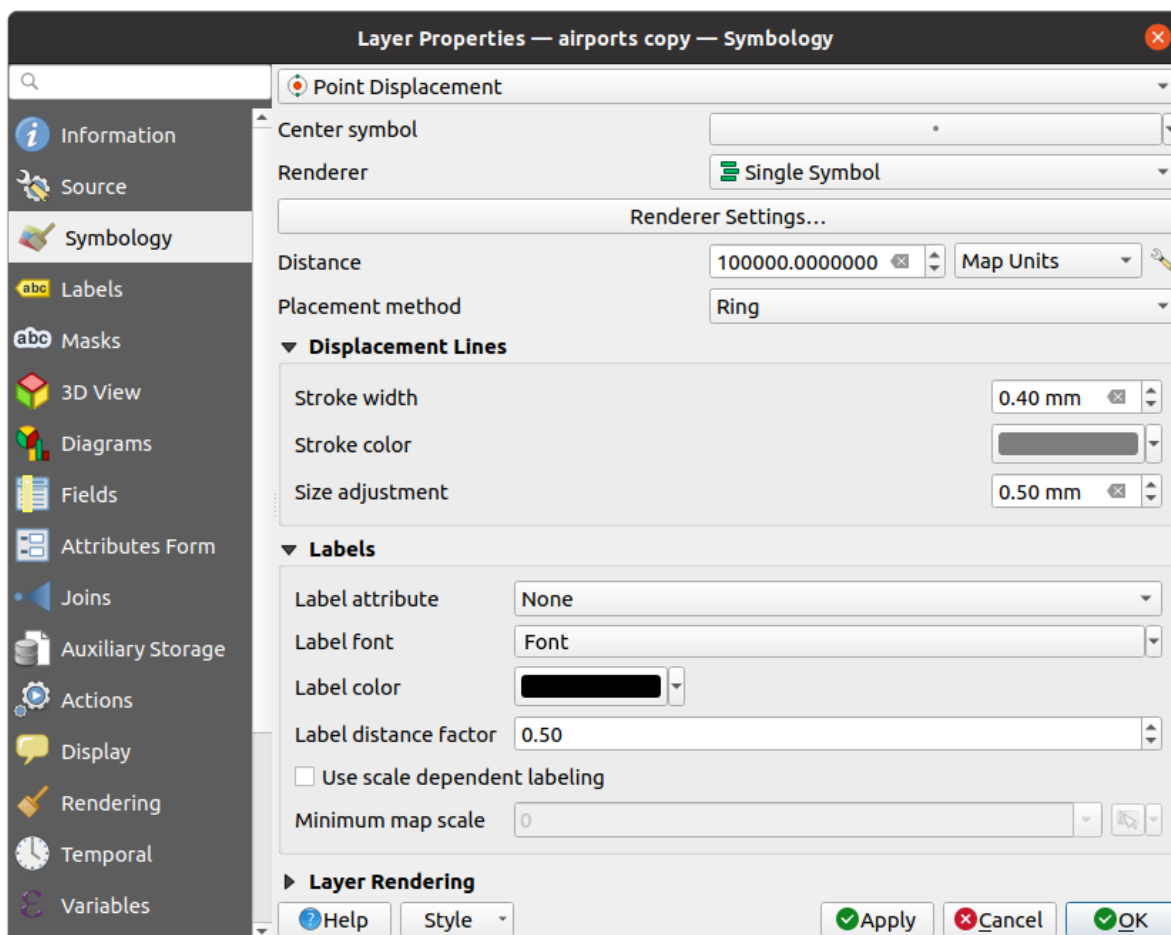 Layer Properties — airports copy — Symbology
Point Displacement
Information
Center symbol
Source
Renderer
Single Symbol
Symbology
Renderer Settings...
Labels
Distance
100000.0000000
Map Units
Masks
Placement method
Ring
3D View
Displacement Lines
Diagrams
Stroke width
0.40 mm
Fields
Stroke color
Attributes Form
Size adjustment
0.50 mm
Joins
Labels
Auxiliary Storage
Label attribute
None
Actions
Label font
Font
Display
Label color
Rendering
Label distance factor
0.50
Temporal
Use scale dependent labeling
Variables
Minimum map scale
0
Layer Rendering
Help
Style
Apply
Cancel
OK
abc
abc